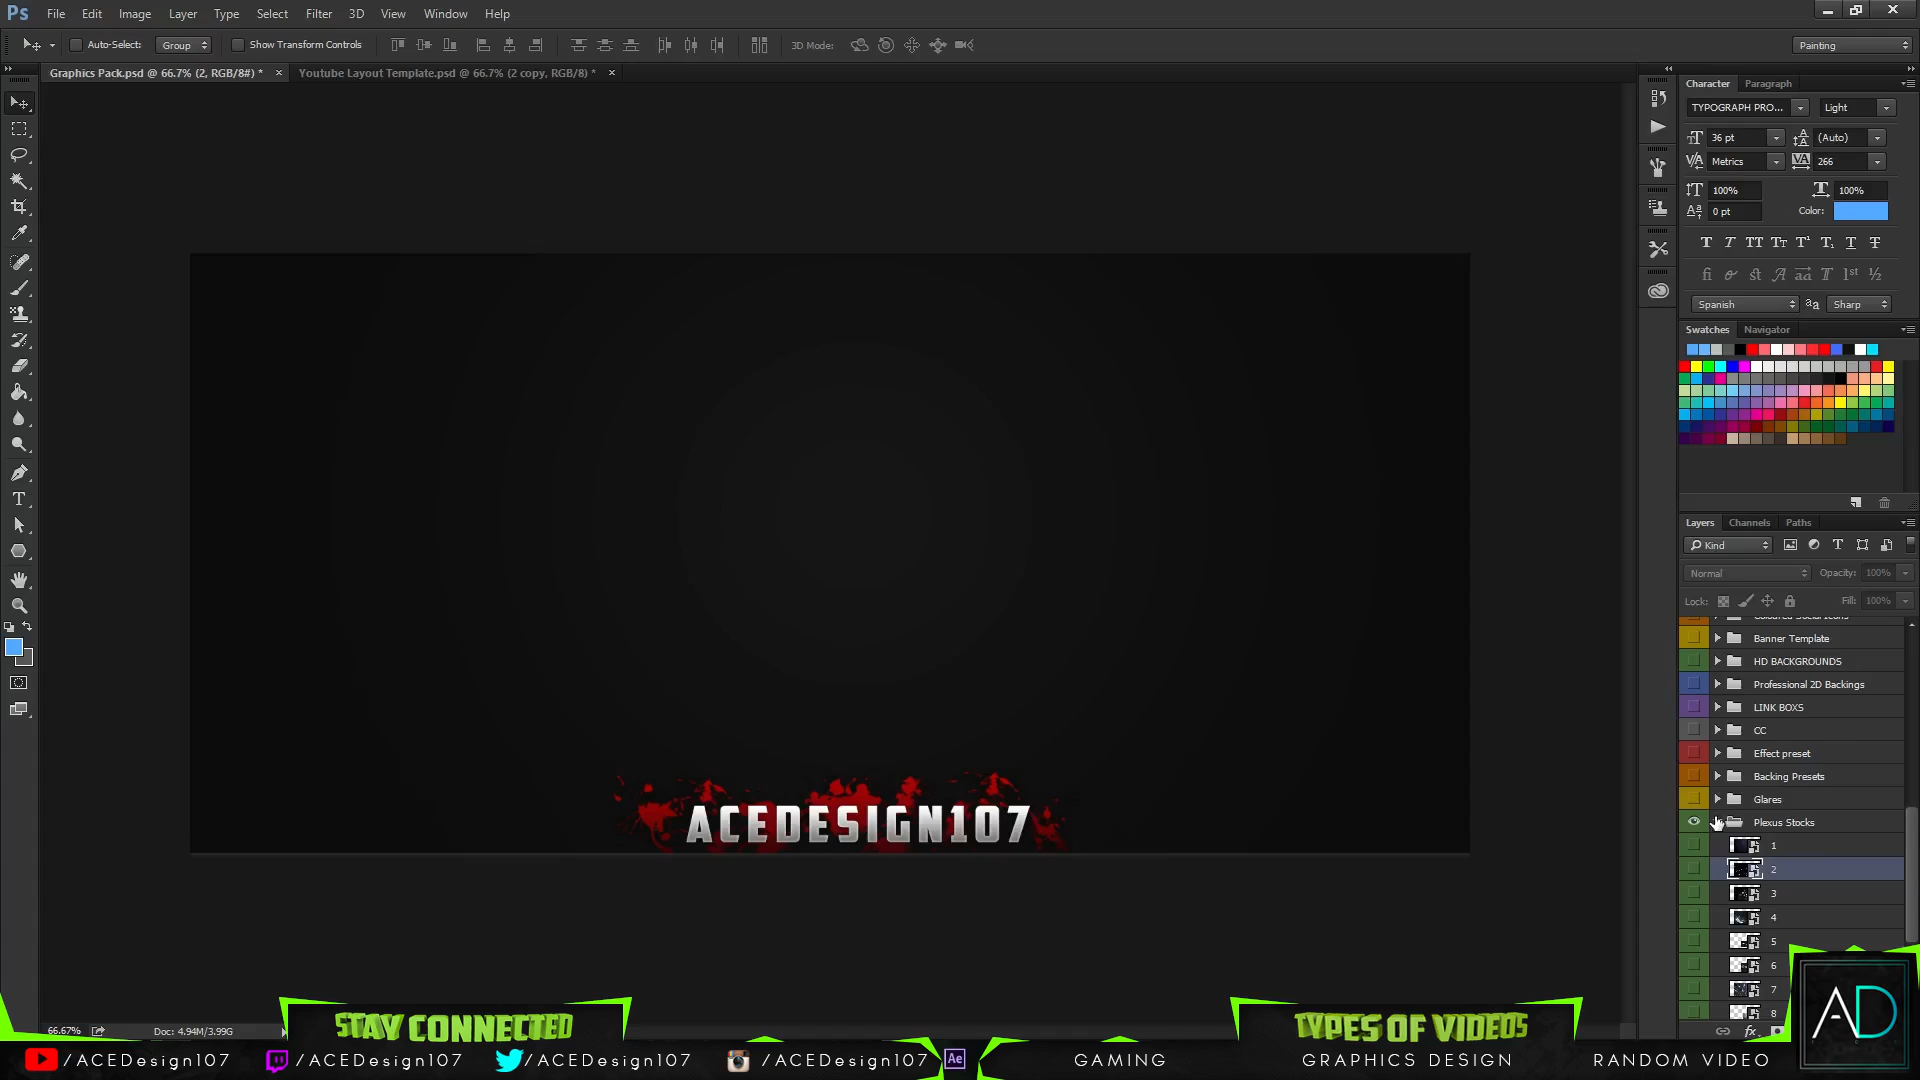 Ps File Edit Image Layer Type Select Filter 3D View Window Help
Auto-Select: Group Show Transform Controls 3D Mode: Painting
Graphics Pack.psd @ 66.7% (2, RGB/8#) * × Youtube Layout Template.psd @ 66.7% (2 copy, RGB/8) * ×
Character Paragraph
TYPOGRAPH PRO... Light
36 pt (Auto)
Metrics 266
100% 100%
0 pt Color:
Spanish Sharp
Swatches Navigator
Layers Channels Paths
Kind
Normal Opacity: 100%
Lock: Fill: 100%
Coloured Social Icons
Banner Template
HD BACKGROUNDS
Professional 2D Backings
LINK BOXS
CC
Effect preset
Backing Presets
Glares
Plexus Stocks
1
2
3
4
5
6
7
8
ACEDESIGN107
66.67% Doc: 4.94M/3.99G
STAY CONNECTED
TYPES OF VIDEOS
/ACEDesign107 /ACEDesign107 /ACEDesign107 /ACEDesign107 Ae GAMING GRAPHICS DESIGN RANDOM VIDEO
AD